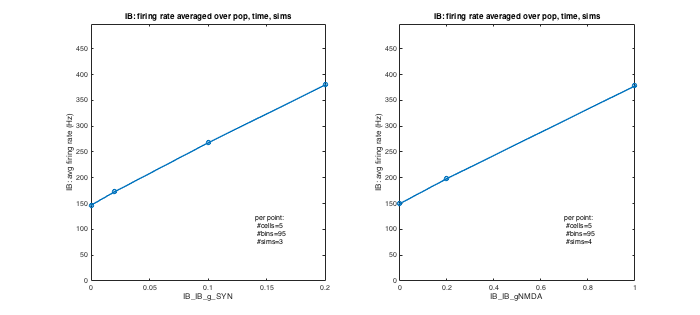 IB: firing rate averaged over pop, time, sims
450
400
350
300
250
200
150
100
50
0
IB: avg firing rate (Hz)
per point:
#cells=5
#bins=95
#sims=3
0
0.05
0.1
0.15
0.2
IB_IB_g_SYN
IB: firing rate averaged over pop, time, sims
450
400
350
300
250
200
150
100
50
0
IB: avg firing rate (Hz)
per point:
#cells=5
#bins=95
#sims=4
0
0.2
0.4
0.6
0.8
1
IB_IB_gNMDA